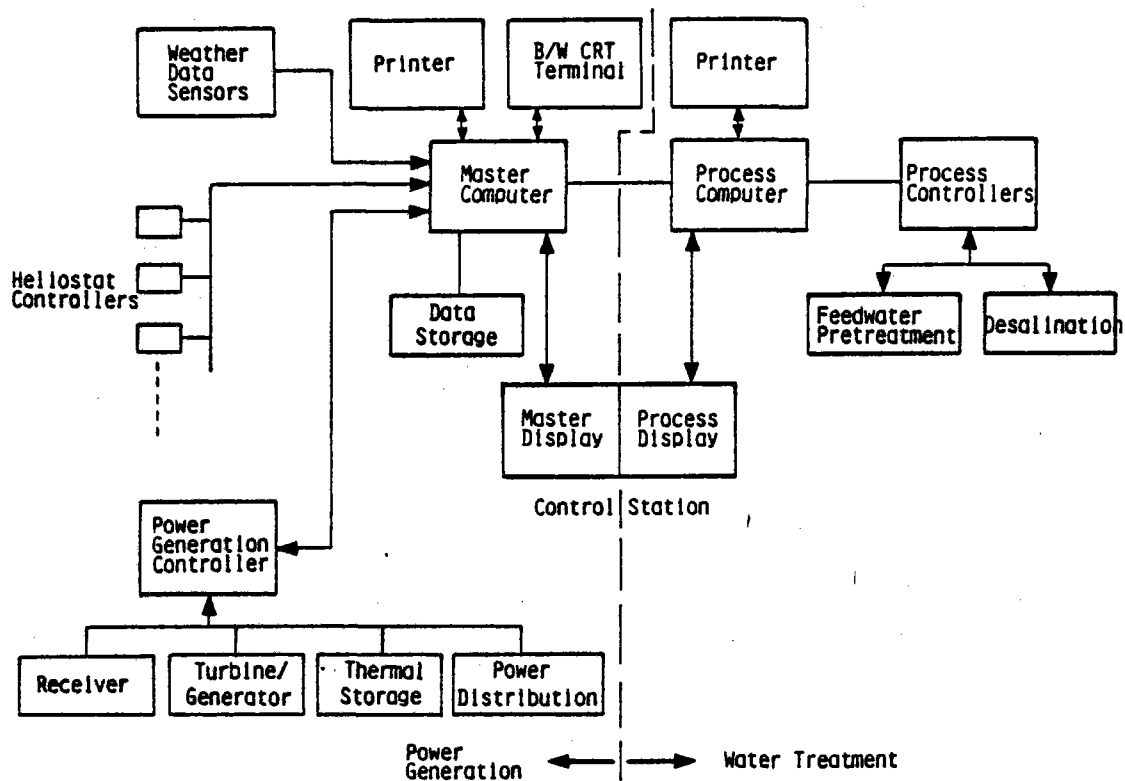 Weather
Data
Sensors
Printer
B/W CRT
Terminal
Printer
Master
Computer
Process
Computer
Process
Controllers
Heliostat
Controllers
Data
Storage
Feedwater
Pretreatment
Desalination
Master
Display
Process
Display
Control Station
Power
Generation
Controller
Receiver
Turbine/
Generator
Thermal
Storage
Power
Distribution
Power
Generation
Water Treatment